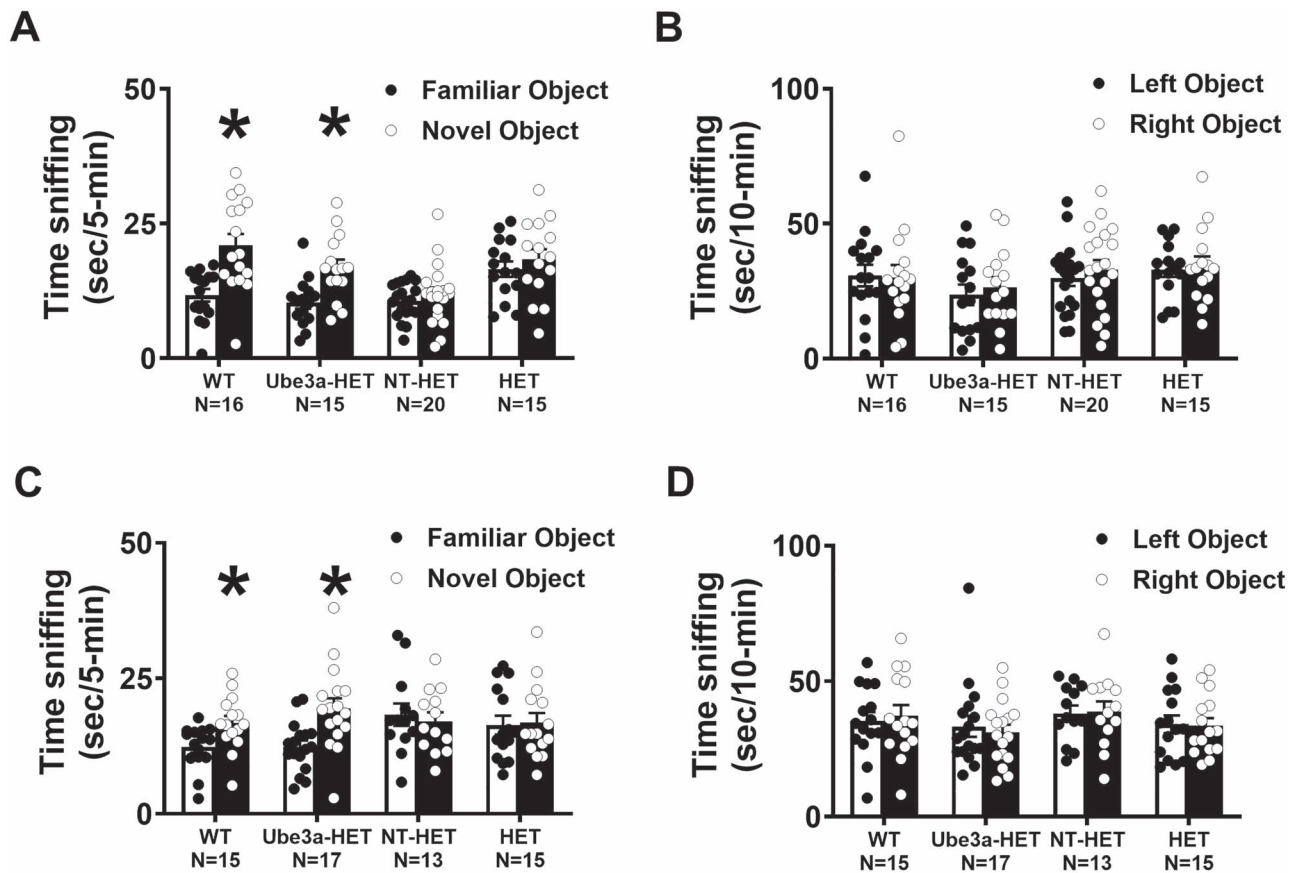 A
50
25
0
Time sniffing
(sec/5-min)
Familiar Object
Novel Object
*
*
WT
N=16
Ube3a-HET
N=15
NT-HET
N=20
HET
N=15
B
100
50
0
Time sniffing
(sec/10-min)
Left Object
Right Object
WT
N=16
Ube3a-HET
N=15
NT-HET
N=20
HET
N=15
C
50
25
0
Time sniffing
(sec/5-min)
Familiar Object
Novel Object
*
*
WT
N=15
Ube3a-HET
N=17
NT-HET
N=13
HET
N=15
D
100
50
0
Time sniffing
(sec/10-min)
Left Object
Right Object
WT
N=15
Ube3a-HET
N=17
NT-HET
N=13
HET
N=15